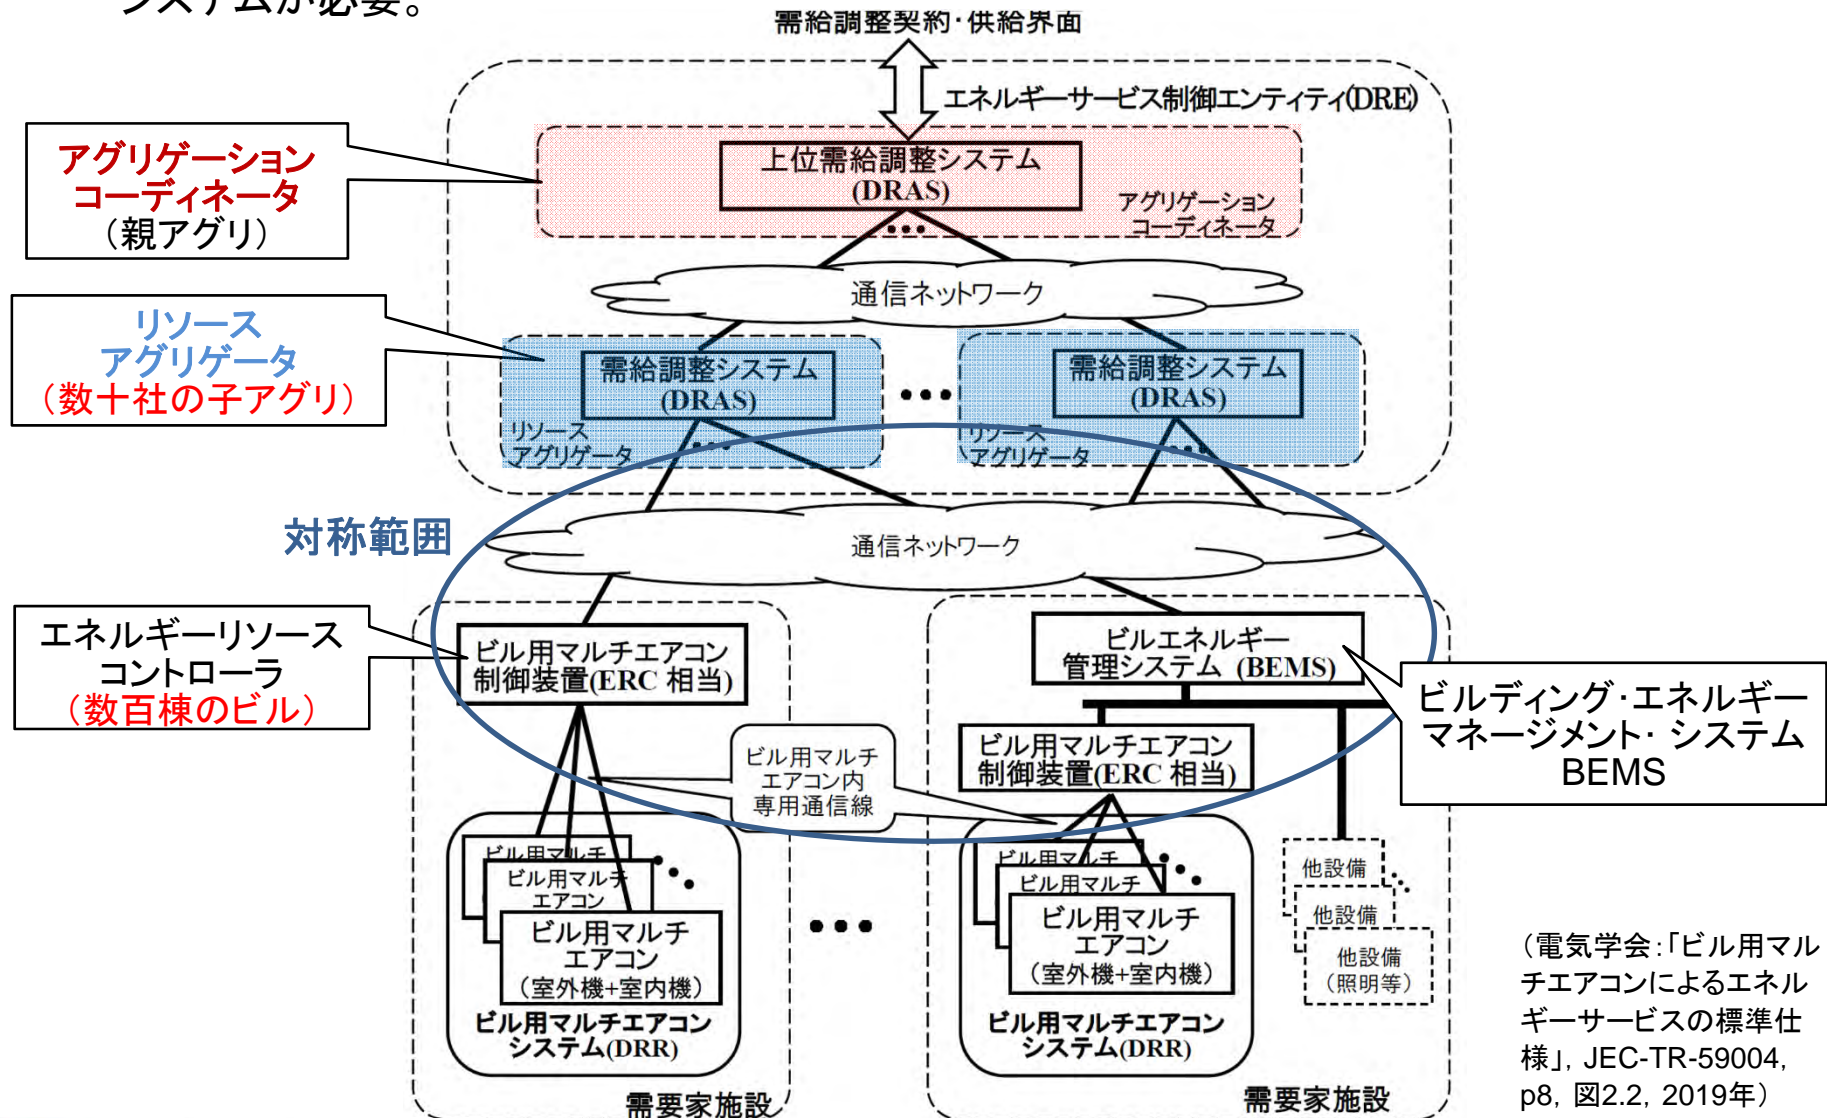 システムが必要。
需給調整契約・供給界面
エネルギーサービス制御エンティティ(DRE)
アグリゲーション
コーディネータ
（親アグリ）
上位需給調整システム
(DRAS)
アグリゲーション
コーディネータ
通信ネットワーク
リソース
アグリゲータ
（数十社の子アグリ）
需給調整システム
(DRAS)
リソース
アグリゲータ
需給調整システム
(DRAS)
リソース
アグリゲータ
対称範囲
通信ネットワーク
エネルギーリソース
コントローラ
（数百棟のビル）
ビル用マルチエアコン
制御装置(ERC 相当)
ビルエネルギー
管理システム (BEMS)
ビルディング・エネルギー
マネージメント・ システム
BEMS
ビル用マルチ
エアコン内
専用通信線
ビル用マルチエアコン
制御装置(ERC 相当)
ビル用マルチ
ビル用マルチ
エアコン
ビル用マルチ
エアコン
（室外機+室内機）
ビル用マルチエアコン
システム(DRR)
需要家施設
ビル用マルチ
ビル用マルチ
ビル用マルチ
エアコン
（室外機+室内機）
ビル用マルチエアコン
システム(DRR)
他設備
他設備
他設備
（照明等）
需要家施設
（電気学会：「ビル用マル
チエアコンによるエネル
ギーサービスの標準仕
様」，JEC-TR-59004，
p8，図2.2，2019年）